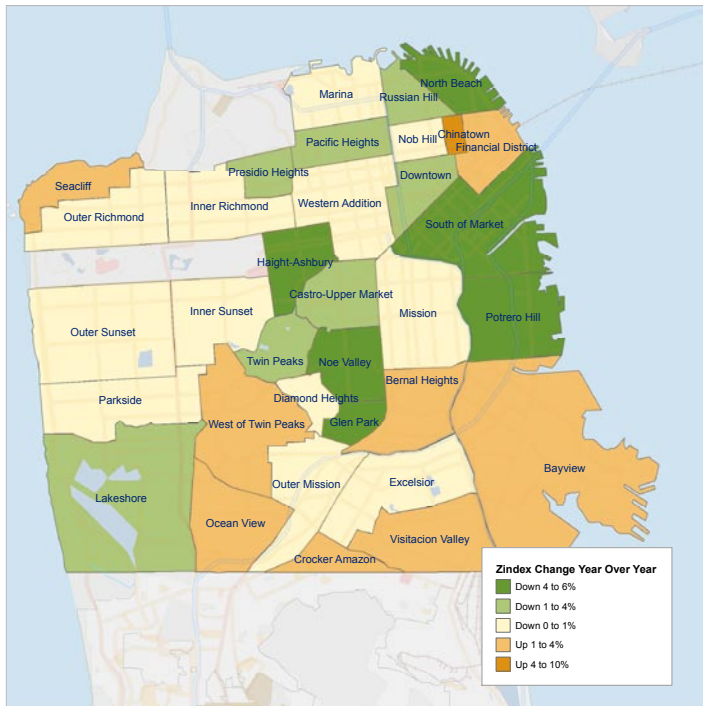 North Beach
Marina
Russian Hill
Chinatown
Nob Hill
Pacific Heights
Financial District
Presidio Heights
Downtown
Seacliff
Western Addition
Inner Richmond
Outer Richmond
South of Market
Haight-Ashbury
Castro-Upper Market
Inner Sunset
Mission
Potrero Hill
Outer Sunset
Twin Peaks
Noe Valley
Bernal Heights
Diamond Heights
Parkside
West of Twin Peaks
Glen Park
Bayview
Outer Mission
Excelsior
Lakeshore
Ocean View
Visitacion Valley
Crocker Amazon
Zindex Change Year Over Year
Down 4 to 6%
Down 1 to 4%
Down 0 to 1%
Up 1 to 4%
Up 4 to 10%